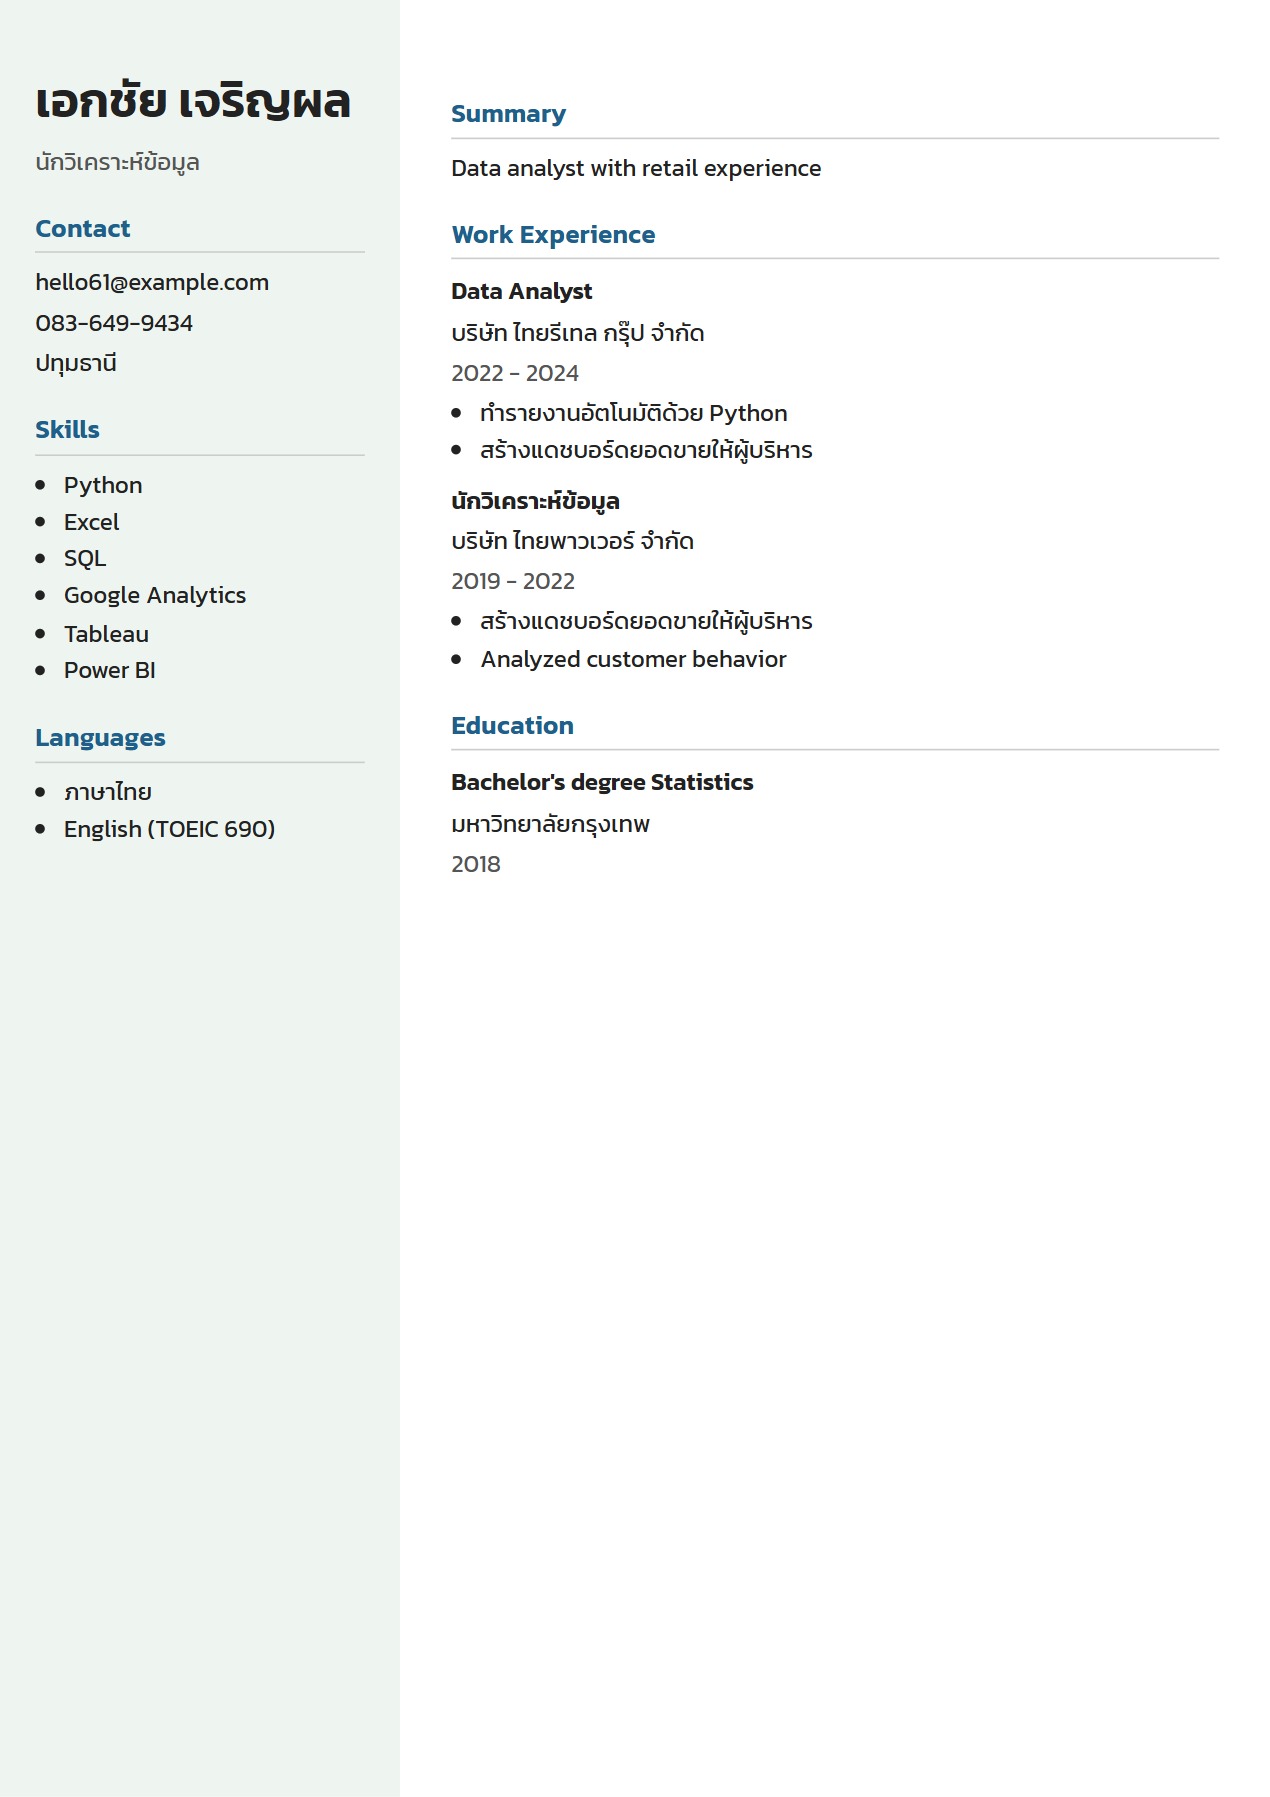 เอกชัย เจริญผล
นักวิเคราะห์ข้อมูล
Contact
hello61@example.com
083-649-9434
ปทุมธานี
Skills
Python
Excel
SQL
Google Analytics
Tableau
Power BI
Languages
ภาษาไทย
English (TOEIC 690)
Summary
Data analyst with retail experience
Work Experience
Data Analyst
บริษัท ไทยรีเทล กรุ๊ป จำกัด
2022 - 2024
ทำรายงานอัตโนมัติด้วย Python
สร้างแดชบอร์ดยอดขายให้ผู้บริหาร
นักวิเคราะห์ข้อมูล
บริษัท ไทยพาวเวอร์ จำกัด
2019 - 2022
สร้างแดชบอร์ดยอดขายให้ผู้บริหาร
Analyzed customer behavior
Education
Bachelor's degree Statistics
มหาวิทยาลัยกรุงเทพ
2018